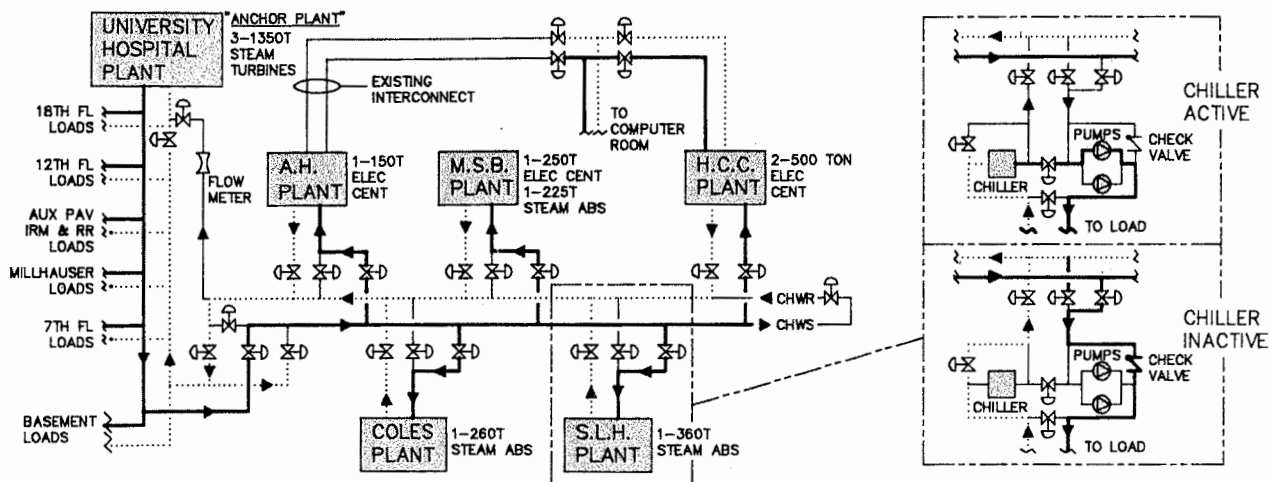 UNIVERSITY
HOSPITAL
PLANT
"ANCHOR PLANT"
3-1350T
STEAM
TURBINES
EXISTING
INTERCONNECT
TO
COMPUTER
ROOM
18TH FL
LOADS
12TH FL
LOADS
AUX PAV
IRM & RR
LOADS
MILLHAUSER
LOADS
7TH FL
LOADS
BASEMENT
LOADS
FLOW
METER
A.H.
PLANT
1-150T
ELEC
CENT
M.S.B.
PLANT
1-250T
ELEC CENT
1-225T
STEAM ABS
H.C.C.
PLANT
2-500 TON
ELEC
CENT
CHWR
CHWS
COLES
PLANT
1-260T
STEAM ABS
S.L.H.
PLANT
1-360T
STEAM ABS
CHILLER
ACTIVE
PUMPS
CHECK
VALVE
CHILLER
TO LOAD
CHILLER
INACTIVE
PUMPS
CHECK
VALVE
CHILLER
TO LOAD